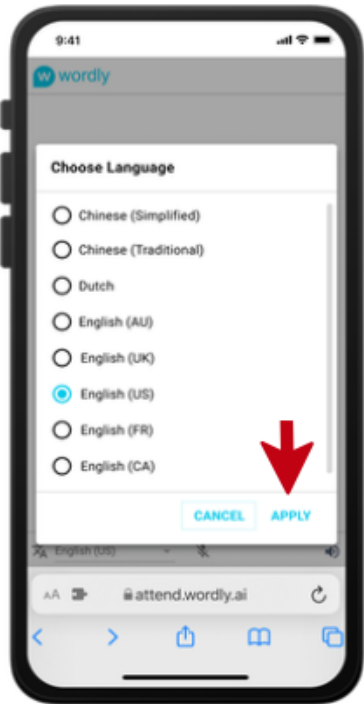 9:41
wordly
Choose Language
Chinese (Simplified)
Chinese (Traditional)
Dutch
English (AU)
English (UK)
English (US)
English (FR)
English (CA)
CANCEL APPLY
English (US)
AA attend.wordly.ai